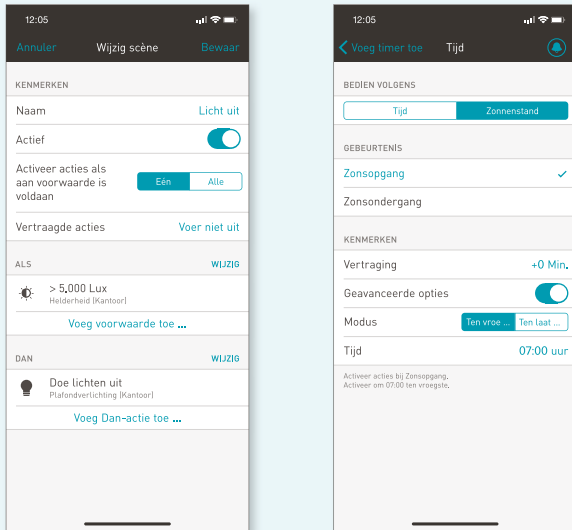 12:05
Annuler Wijzig scène Bewaar
KENMERKEN
Naam Licht uit
Actief
Activeer acties als
aan voorwaarde is
voldaan
Eén Alle
Vertraagde acties Voer niet uit
ALS WIJZIG
> 5.000 Lux
Helderheid (Kantoor)
Voeg voorwaarde toe ...
DAN WIJZIG
Doe lichten uit
Plafondverlichting (Kantoor)
Voeg Dan-actie toe ...
12:05
Voeg timer toe Tijd
BEDIEN VOLGENS
Tijd Zonnenstand
GEBEURTENIS
Zonsopgang
Zonsondergang
KENMERKEN
Vertraging +0 Min.
Geavanceerde opties
Modus Ten vroe ... Ten laat ...
Tijd 07:00 uur
Activeer acties bij Zonsopgang.
Activeer om 07:00 ten vroegste.